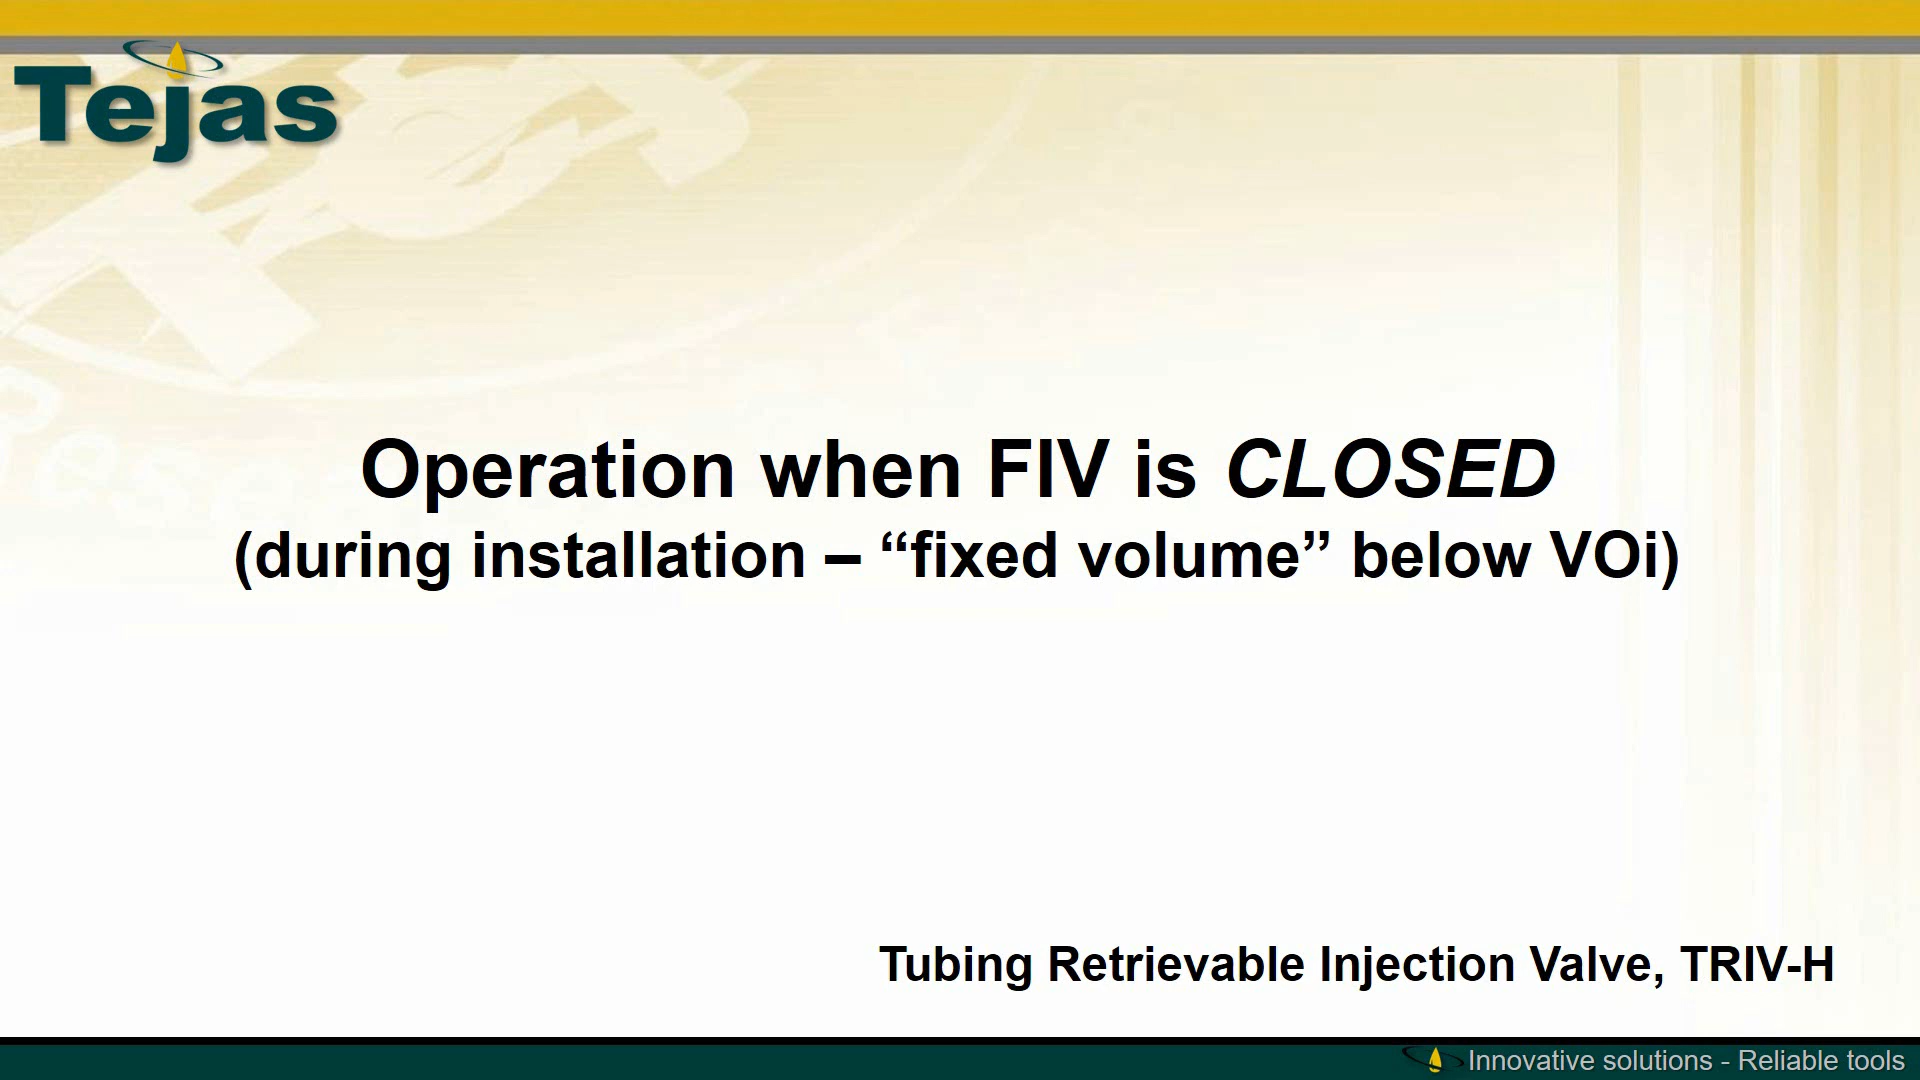 Tejas
Operation when FIV is CLOSED
(during installation – “fixed volume” below VOi)
Tubing Retrievable Injection Valve, TRIV-H
Innovative solutions - Reliable tools